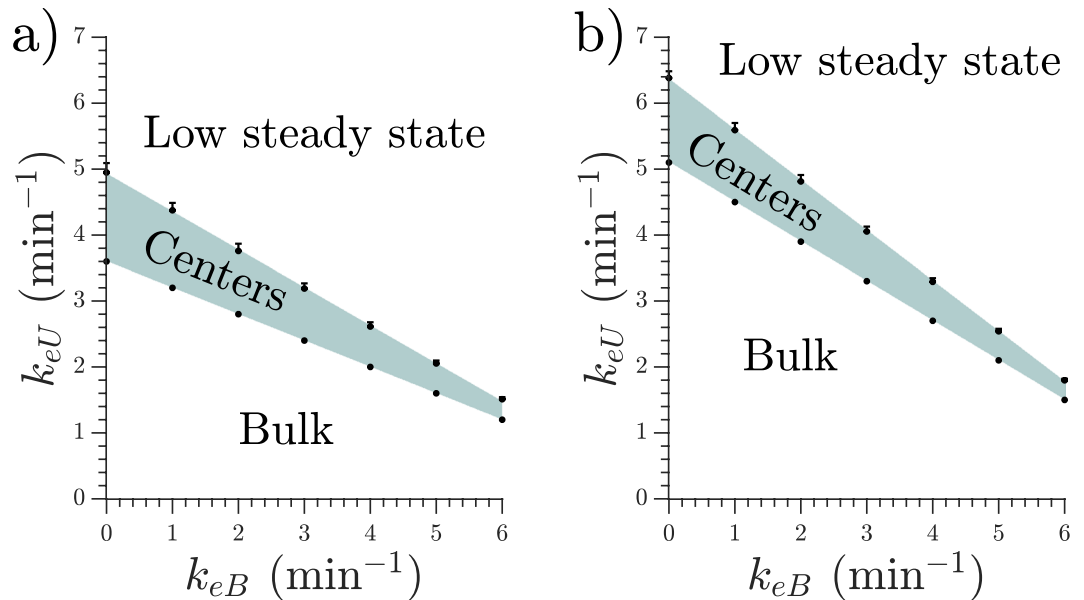 a)
7
6
5
4
3
2
1
0
k_{eU} (min^{−1})
Low steady state
Centers
Bulk
0 1 2 3 4 5 6
k_{eB} (min^{−1})
b)
7
6
5
4
3
2
1
0
k_{eU} (min^{−1})
Low steady state
Centers
Bulk
0 1 2 3 4 5 6
k_{eB} (min^{−1})